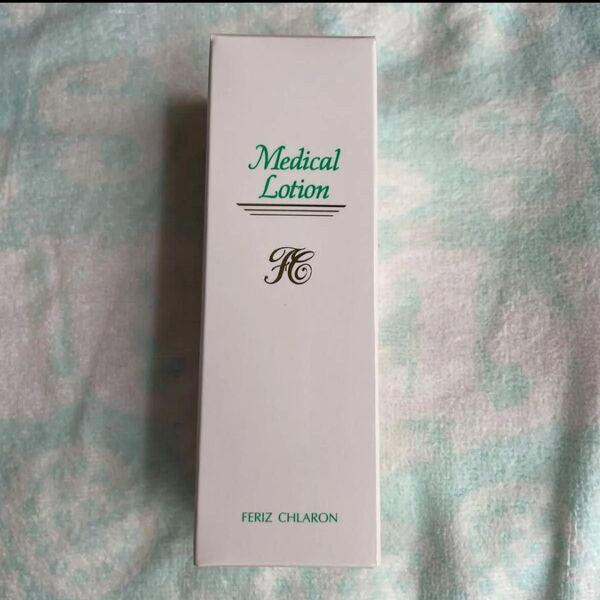 Medical
Lotion
FC
FERIZ CHLARON